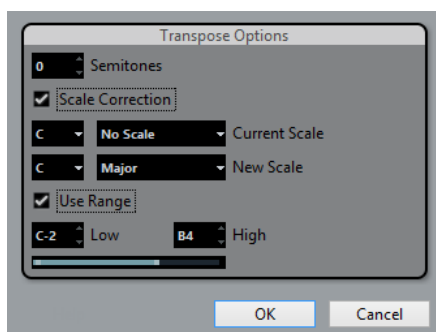 Transpose Options
0 Semitones
Scale Correction
C No Scale Current Scale
C Major New Scale
Use Range
C-2 Low B4 High
OK Cancel